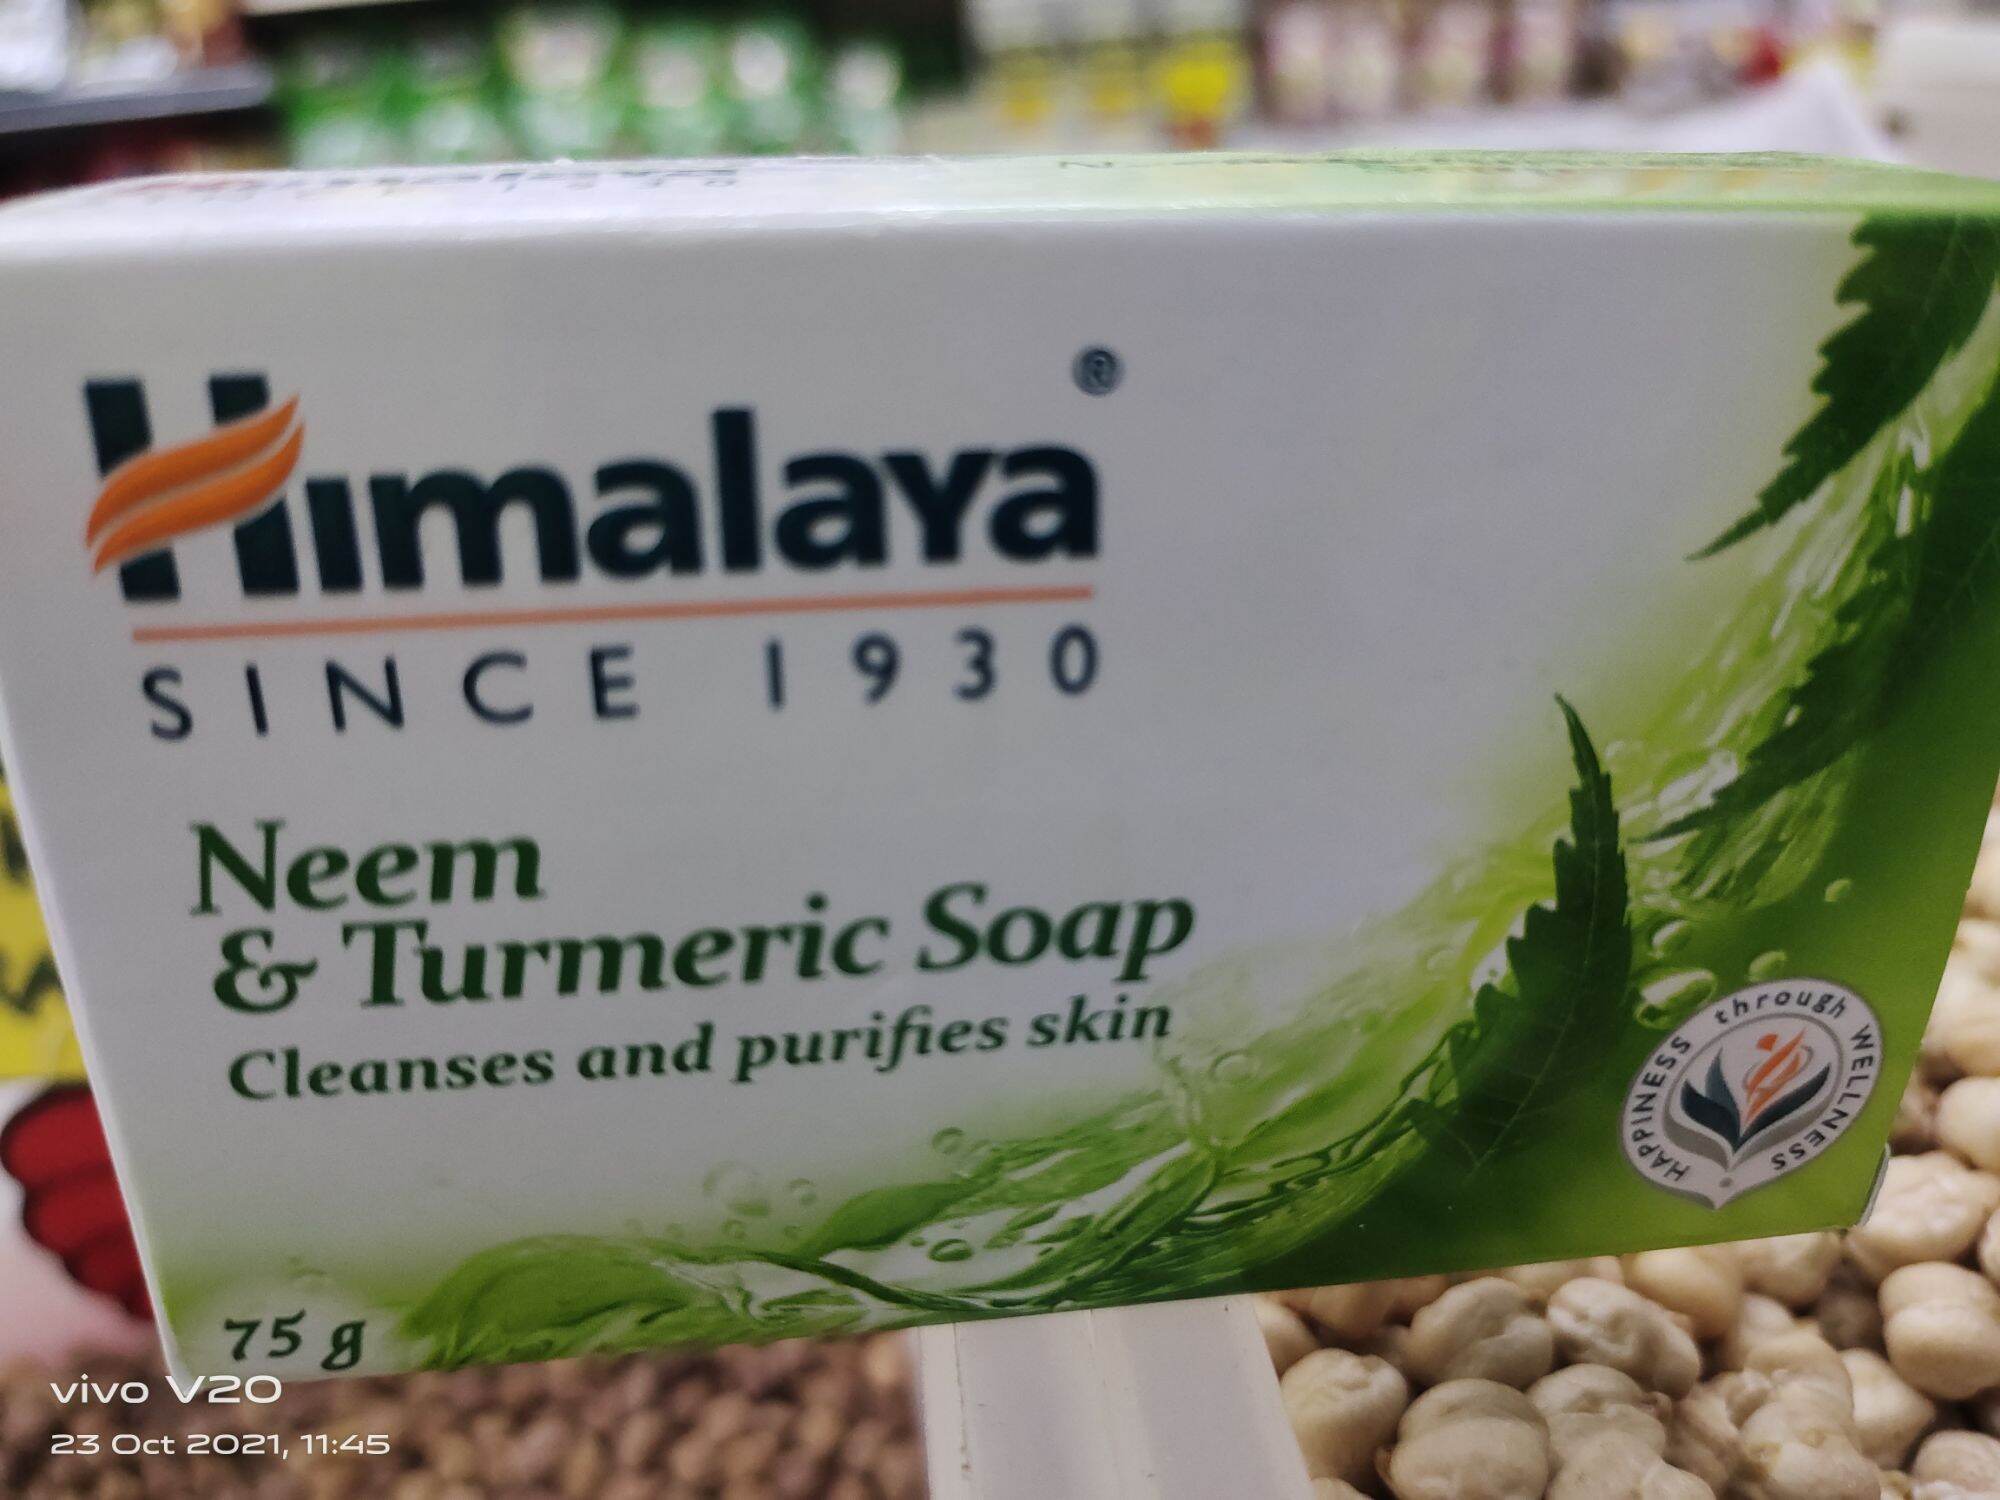 Himalaya®
SINCE 1930
Neem
& Turmeric Soap
Cleanses and purifies skin
HAPPINESS through WELLNESS
75 g
vivo V20
23 Oct 2021, 11:45